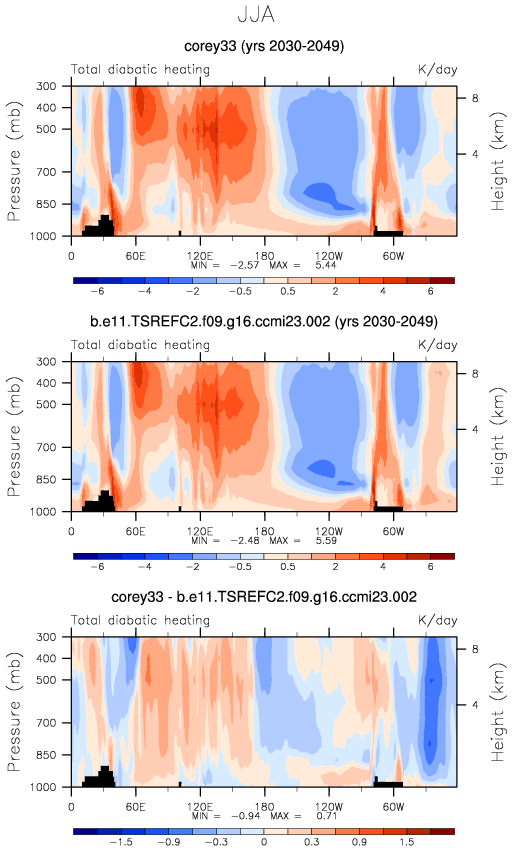 JJA
corey33 (yrs 2030-2049)
Total diabatic heating K/day
300
400
500
700
850
1000
Pressure (mb)
8
4
Height (km)
0 60E 120E 180 120W 60W
MIN = -2.57 MAX = 5.44
-6 -4 -2 -1 -0.5 0.5 1 2 4 6
b.e11.TSREFC2.f09.g16.ccmi23.002 (yrs 2030-2049)
Total diabatic heating K/day
300
400
500
700
850
1000
Pressure (mb)
8
4
Height (km)
0 60E 120E 180 120W 60W
MIN = -2.48 MAX = 5.59
-6 -4 -2 -1 -0.5 0.5 1 2 4 6
corey33 - b.e11.TSREFC2.f09.g16.ccmi23.002
Total diabatic heating K/day
300
400
500
700
850
1000
Pressure (mb)
8
4
Height (km)
0 60E 120E 180 120W 60W
MIN = -0.94 MAX = 0.71
-1.5 -0.9 -0.3 0 0.3 0.9 1.5